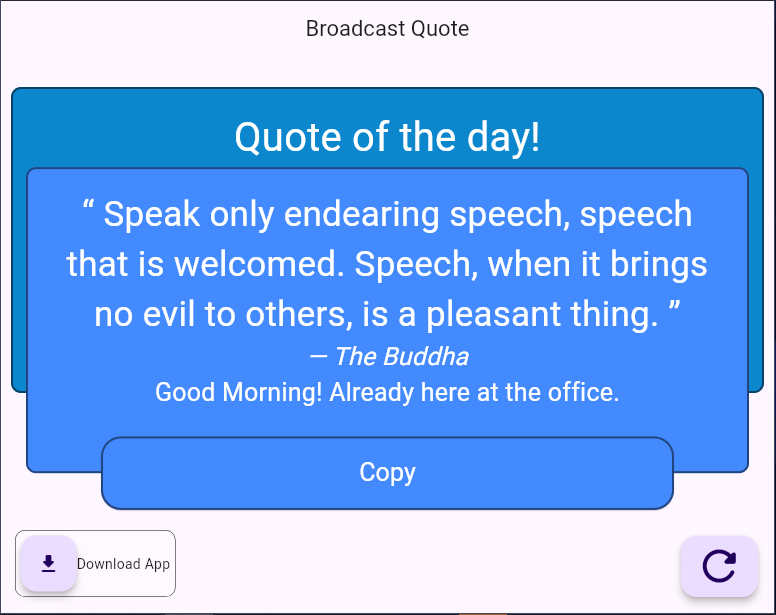 Broadcast Quote
Quote of the day!
“ Speak only endearing speech, speech
that is welcomed. Speech, when it brings
no evil to others, is a pleasant thing. ”
— The Buddha
Good Morning! Already here at the office.
Copy
Download App